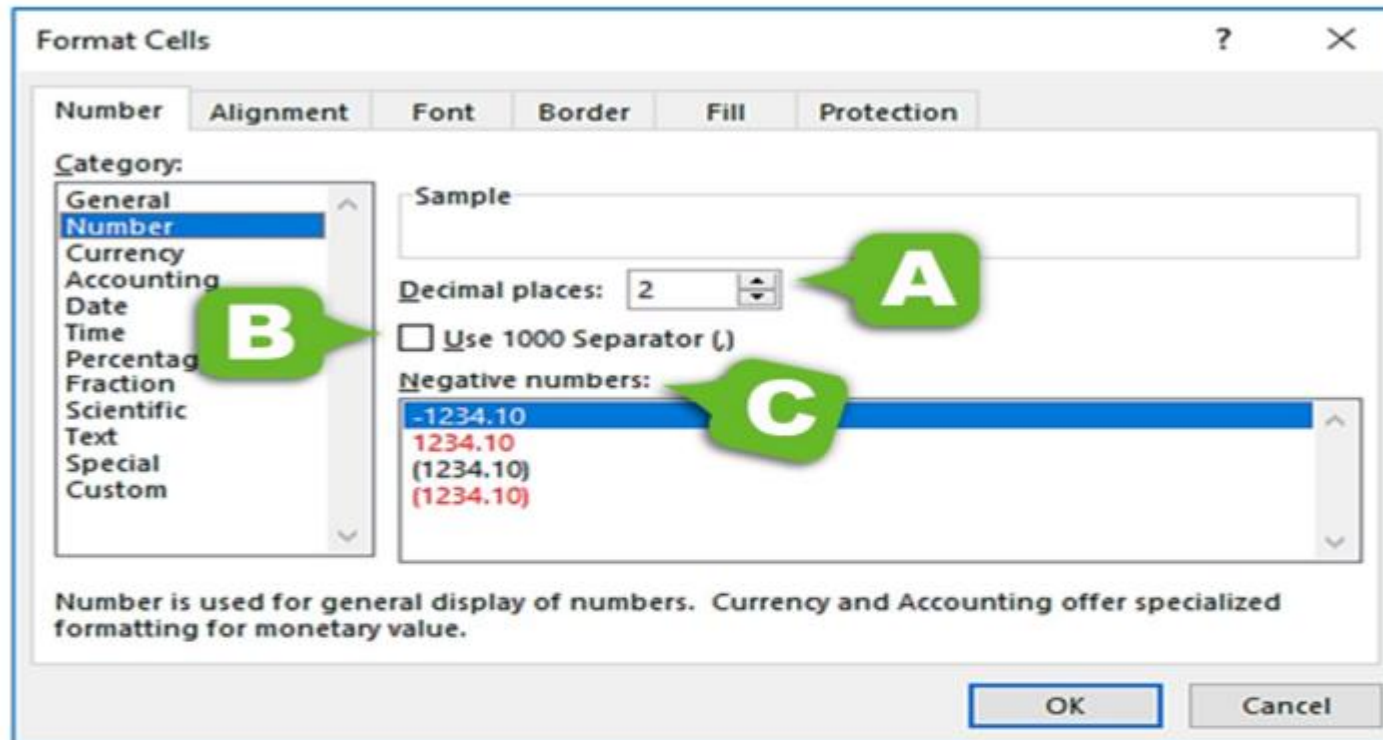 Format Cells
?
×
Number Alignment Font Border Fill Protection
Category:
General
Number
Currency
Accounting
Date
Time
Percentag
Fraction
Scientific
Text
Special
Custom
Sample
Decimal places: 2
A
B
Use 1000 Separator (,)
Negative numbers:
C
-1234.10
1234.10
(1234.10)
(1234.10)
Number is used for general display of numbers. Currency and Accounting offer specialized
formatting for monetary value.
OK Cancel